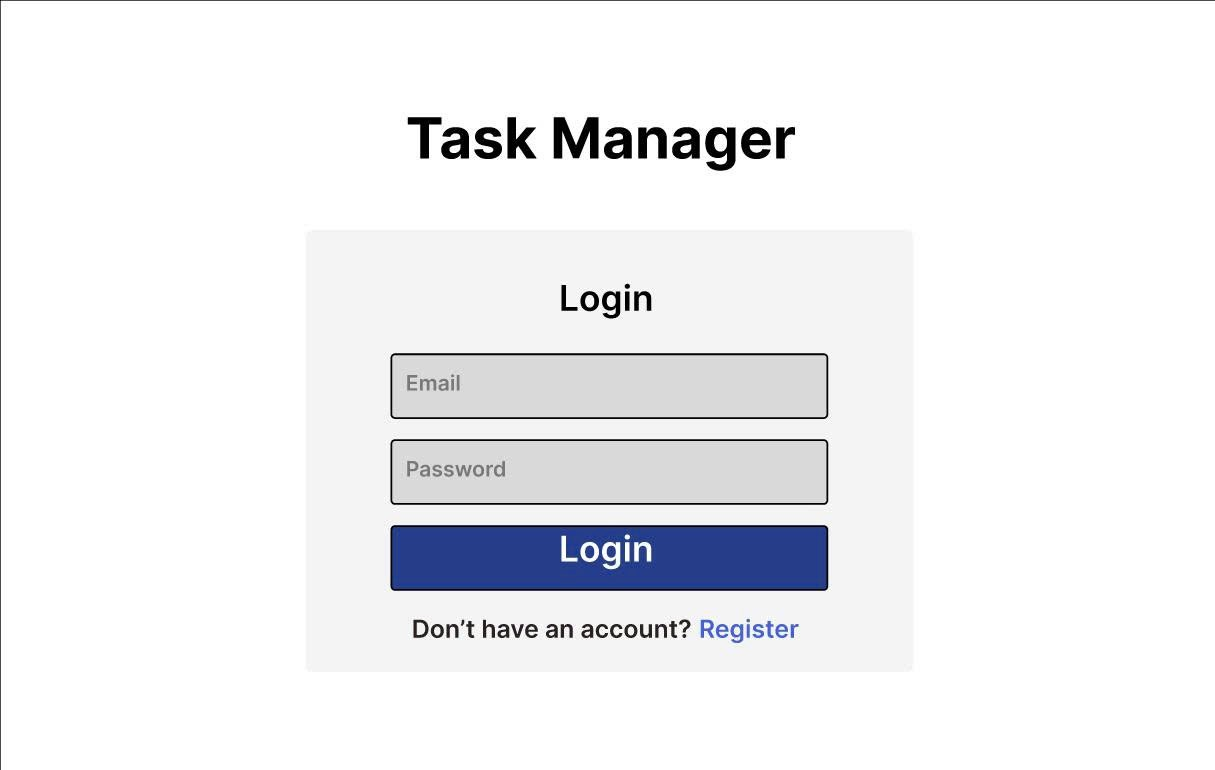 Task Manager
Login
Email
Password
Login
Don’t have an account? Register